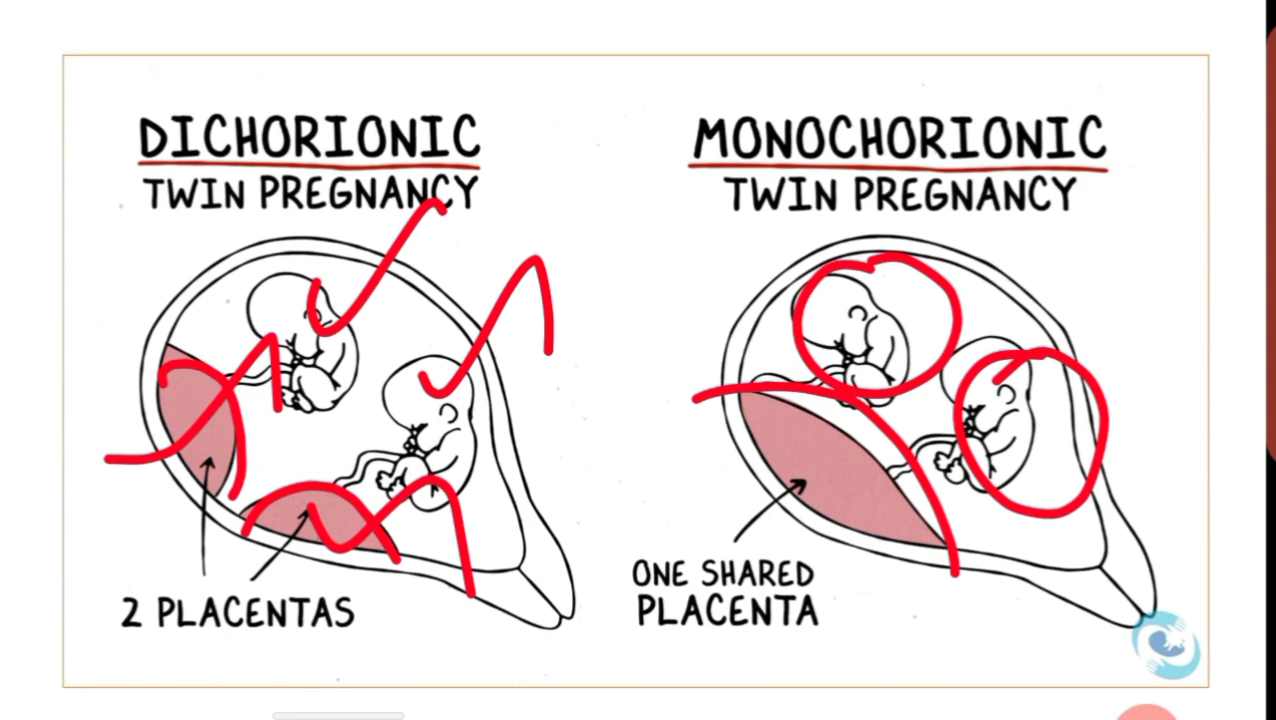 DICHORIONIC
TWIN PREGNANCY
2 PLACENTAS
MONOCHORIONIC
TWIN PREGNANCY
ONE SHARED
PLACENTA